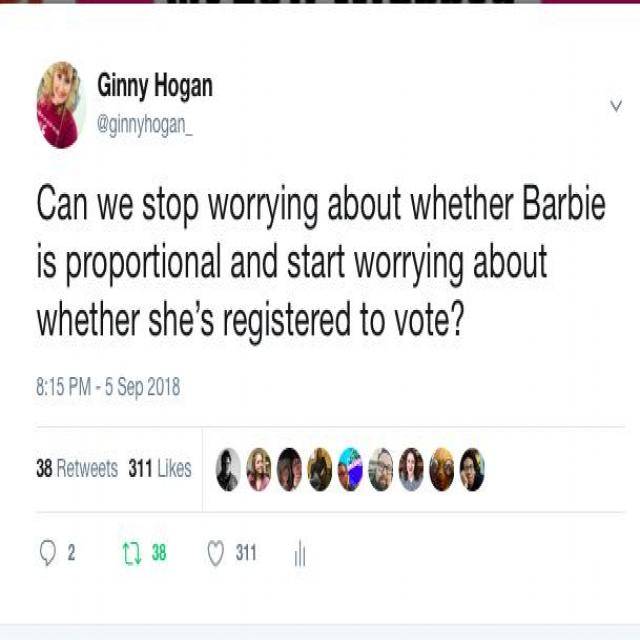 Ginny Hogan
@ginnyhogan_
Can we stop worrying about whether Barbie
is proportional and start worrying about
whether she's registered to vote?
8:15 PM - 5 Sep 2018
38 Retweets 311 Likes
2 38 311